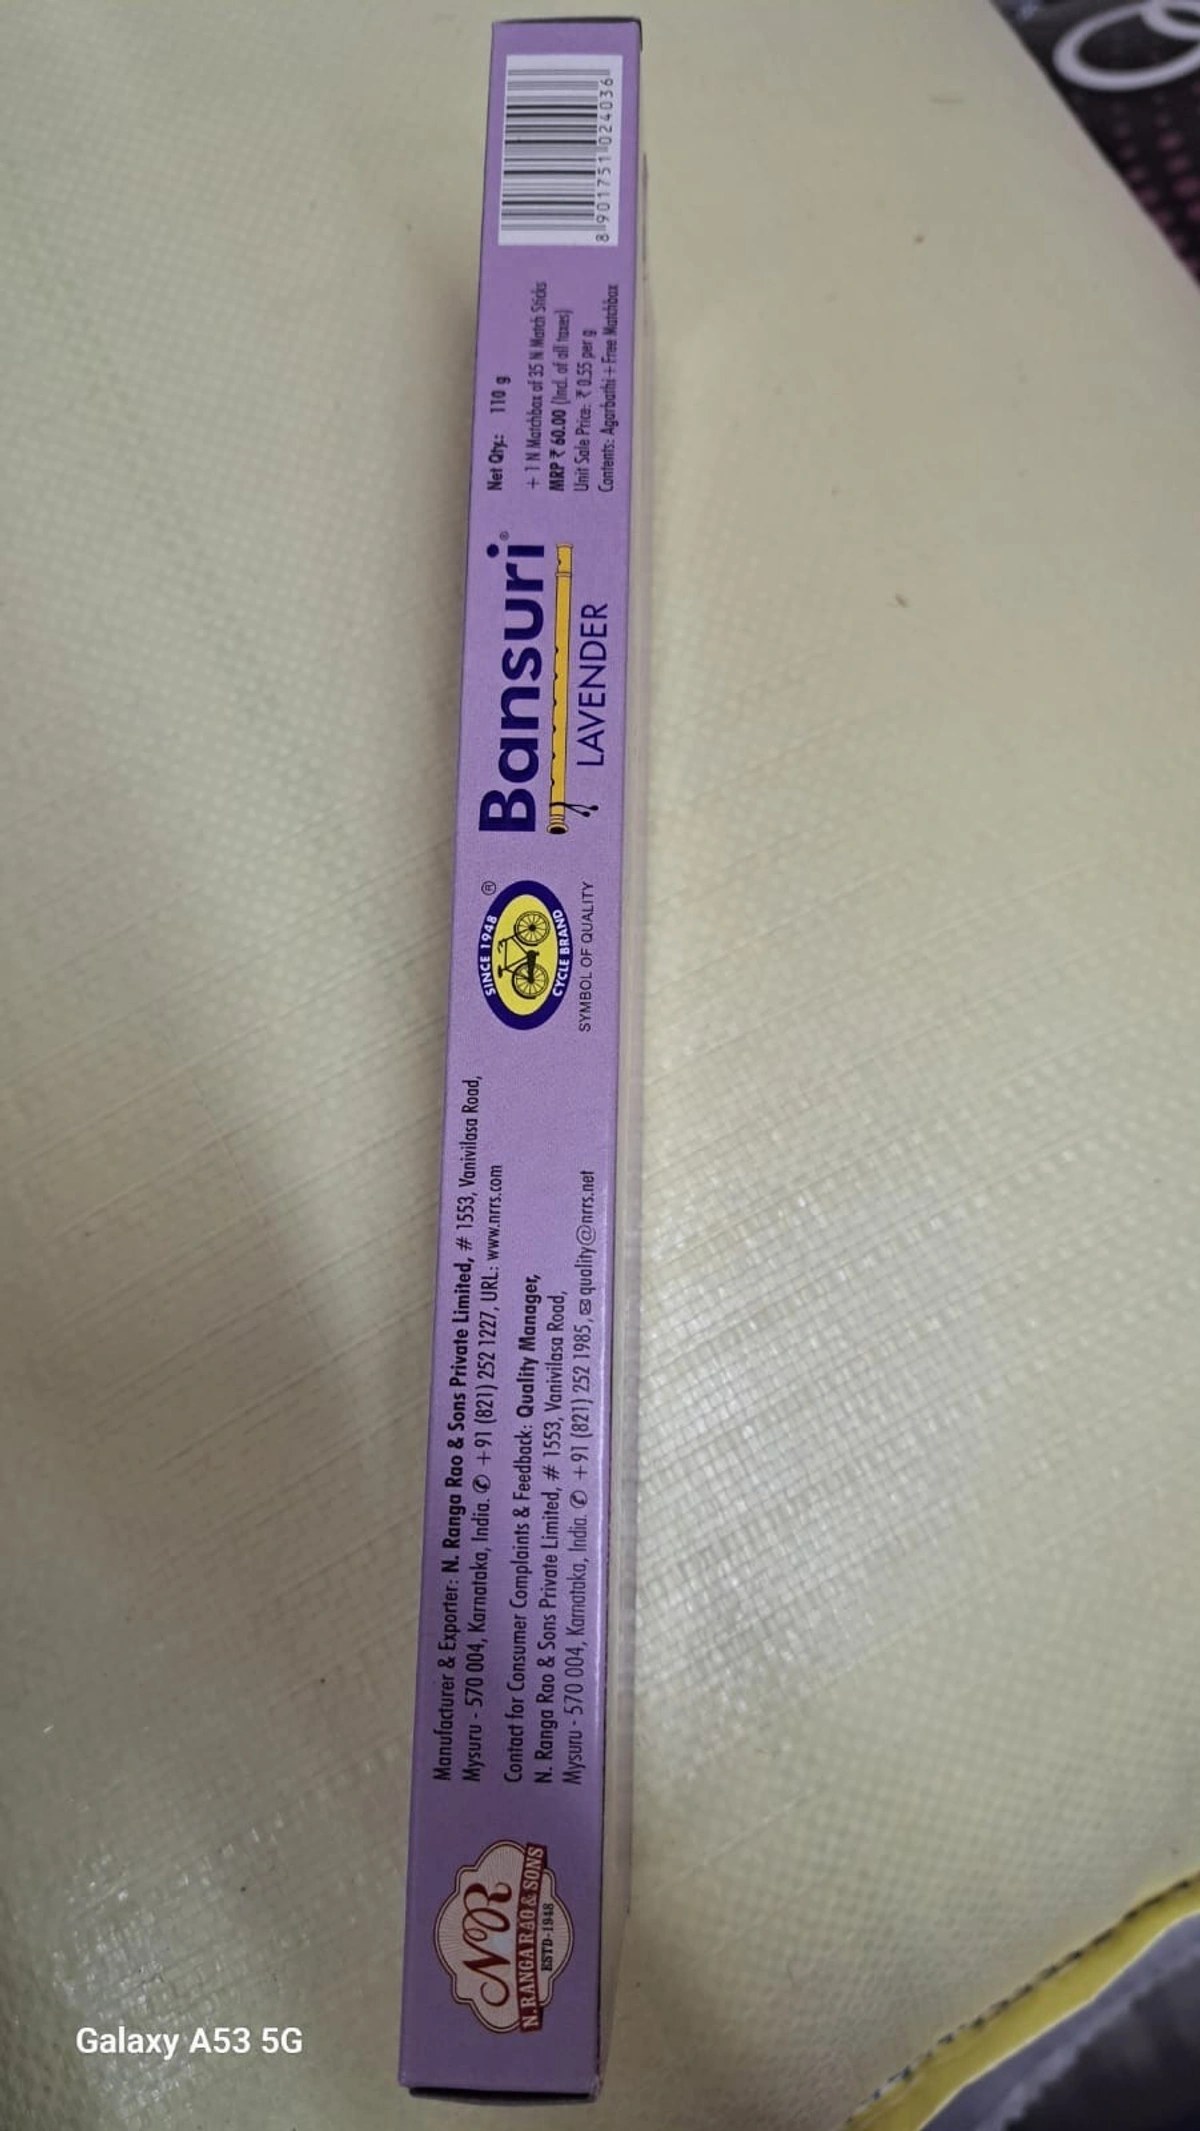 NR
N.RANGA RAO & SONS
ESTD-1948
Manufacturer & Exporter: N. Ranga Rao & Sons Private Limited, # 1553, Vanivilasa Road,
Mysuru - 570 004, Karnataka, India. ✆ +91 (821) 252 1227, URL: www.nrrs.com
Contact for Consumer Complaints & Feedback: Quality Manager,
N. Ranga Rao & Sons Private Limited, # 1553, Vanivilasa Road,
Mysuru - 570 004, Karnataka, India. ✆ +91 (821) 252 1985, ✉ quality@nrrs.net
SINCE 1948 ®
CYCLE BRAND
SYMBOL OF QUALITY
Bansuri®
LAVENDER
Net Qty.: 110 g
+ 1 N Matchbox of 35 N Match Sticks
MRP ₹ 60.00 (Incl. of all taxes)
Unit Sale Price: ₹ 0.55 per g
Contents: Agarbathi + Free Matchbox
8 901751 024036
Galaxy A53 5G